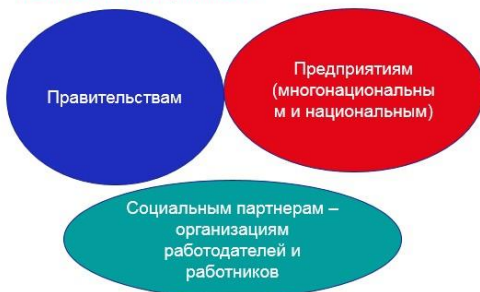 Правительствам
Предприятиям
(многонациональны
м и национальным)
Социальным партнерам –
организациям
работодателей и
работников